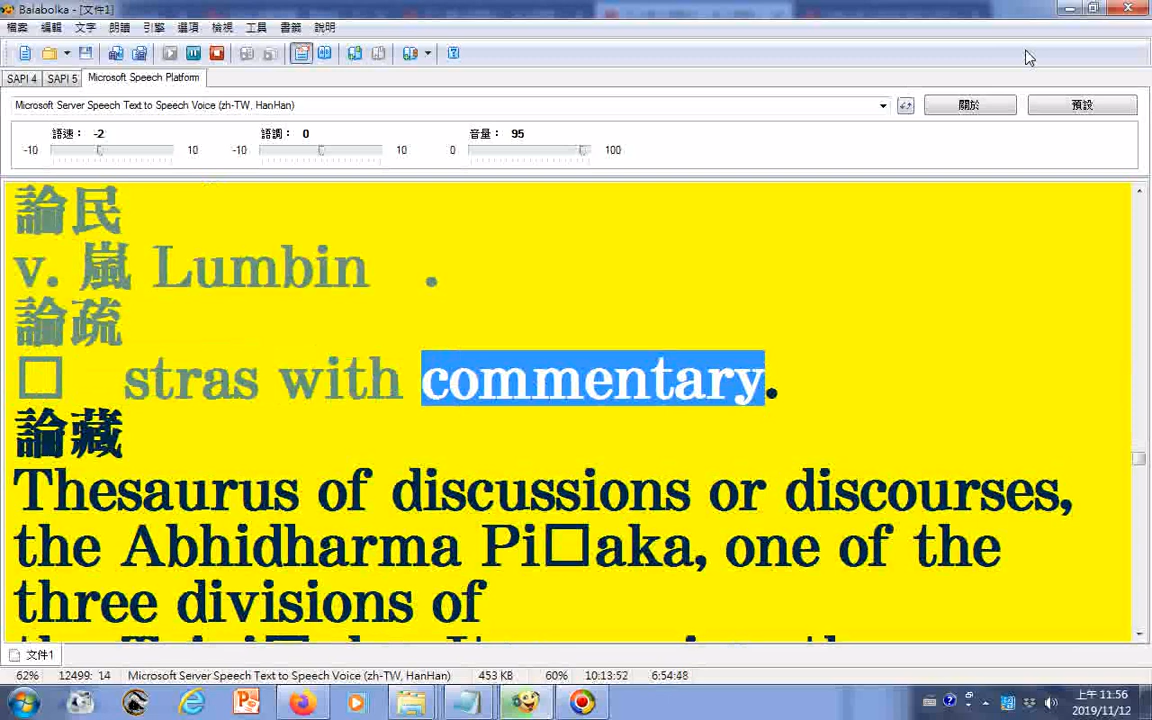 Balabolka - [文件1]
檔案 編輯 文字 朗讀 引擎 選項 檢視 工具 書籤 說明
SAPI 4 SAPI 5 Microsoft Speech Platform
Microsoft Server Speech Text to Speech Voice (zh-TW, HanHan) 關於 預設
語速： -2 語調： 0 音量： 95
-10 10 -10 10 0 100
論民
v. 嵐 Lumbin .
論疏
□ stras with commentary.
論藏
Thesaurus of discussions or discourses,
the Abhidharma Pi□aka, one of the
three divisions of
文件1
62% 12499: 14 Microsoft Server Speech Text to Speech Voice (zh-TW, HanHan) 453 KB 60% 10:13:52 6:54:48
上午 11:56
2019/11/12